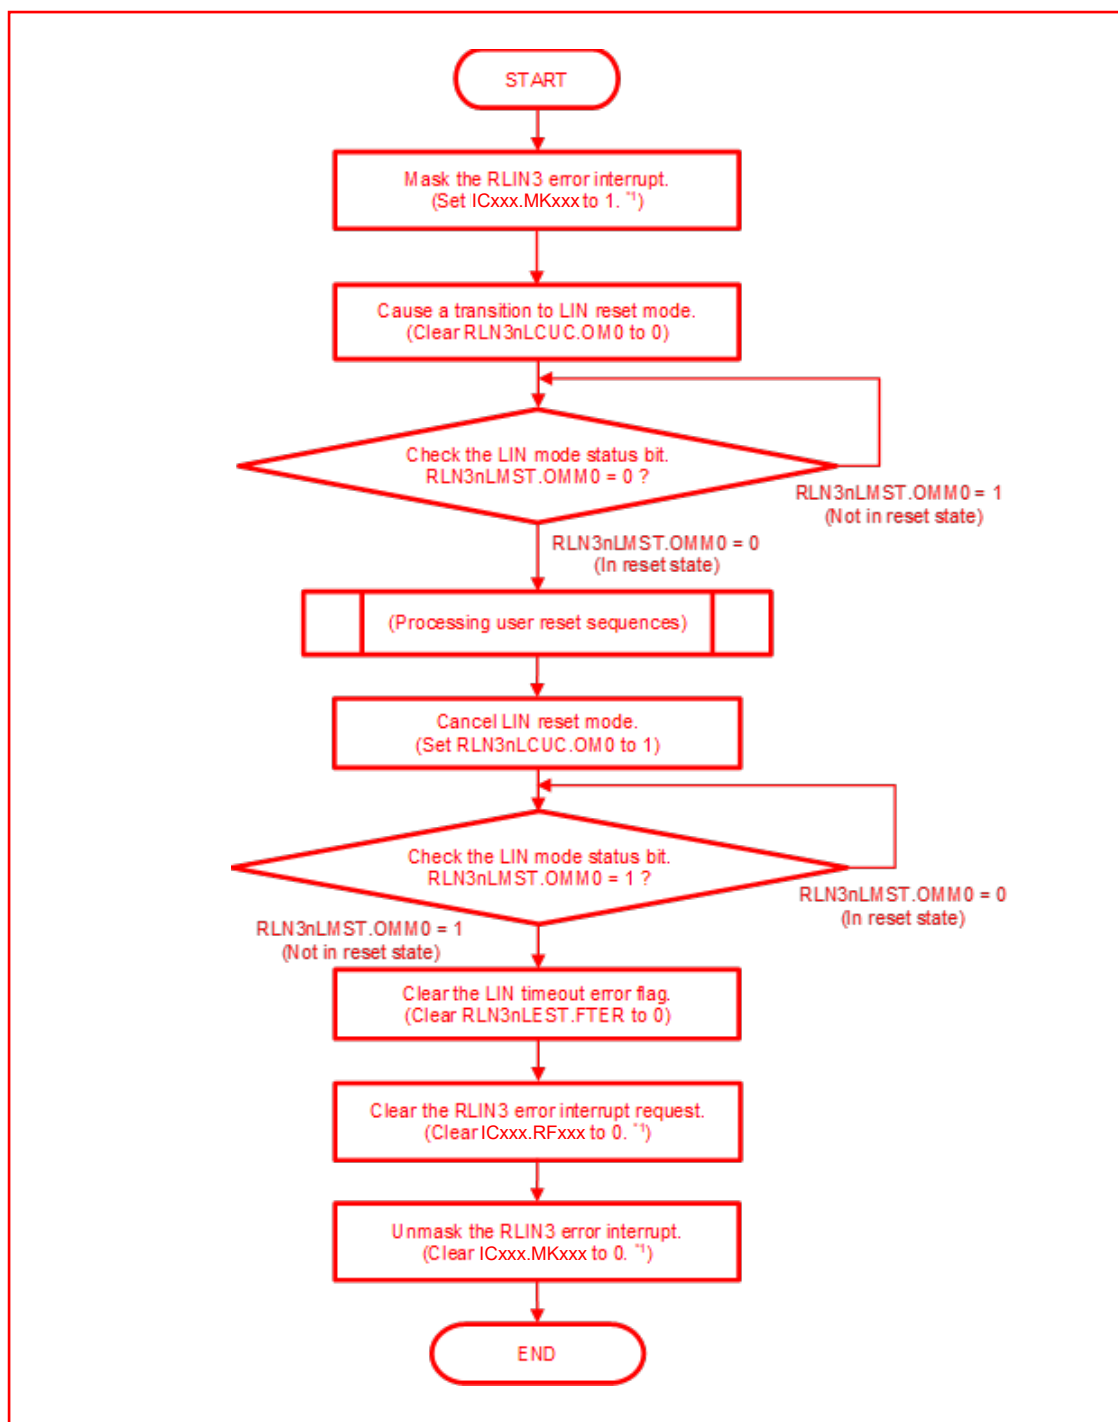 START
Mask the RLIN3 error interrupt.
(Set ICxxx.MKxxx to 1. *1)
Cause a transition to LIN reset mode.
(Clear RLN3nLCUC.OM0 to 0)
Check the LIN mode status bit.
RLN3nLMST.OMM0 = 0 ?
RLN3nLMST.OMM0 = 1
(Not in reset state)
RLN3nLMST.OMM0 = 0
(In reset state)
(Processing user reset sequences)
Cancel LIN reset mode.
(Set RLN3nLCUC.OM0 to 1)
Check the LIN mode status bit.
RLN3nLMST.OMM0 = 1 ?
RLN3nLMST.OMM0 = 0
(In reset state)
RLN3nLMST.OMM0 = 1
(Not in reset state)
Clear the LIN timeout error flag.
(Clear RLN3nLEST.FTER to 0)
Clear the RLIN3 error interrupt request.
(Clear ICxxx.RFxxx to 0. *1)
Unmask the RLIN3 error interrupt.
(Clear ICxxx.MKxxx to 0. *1)
END